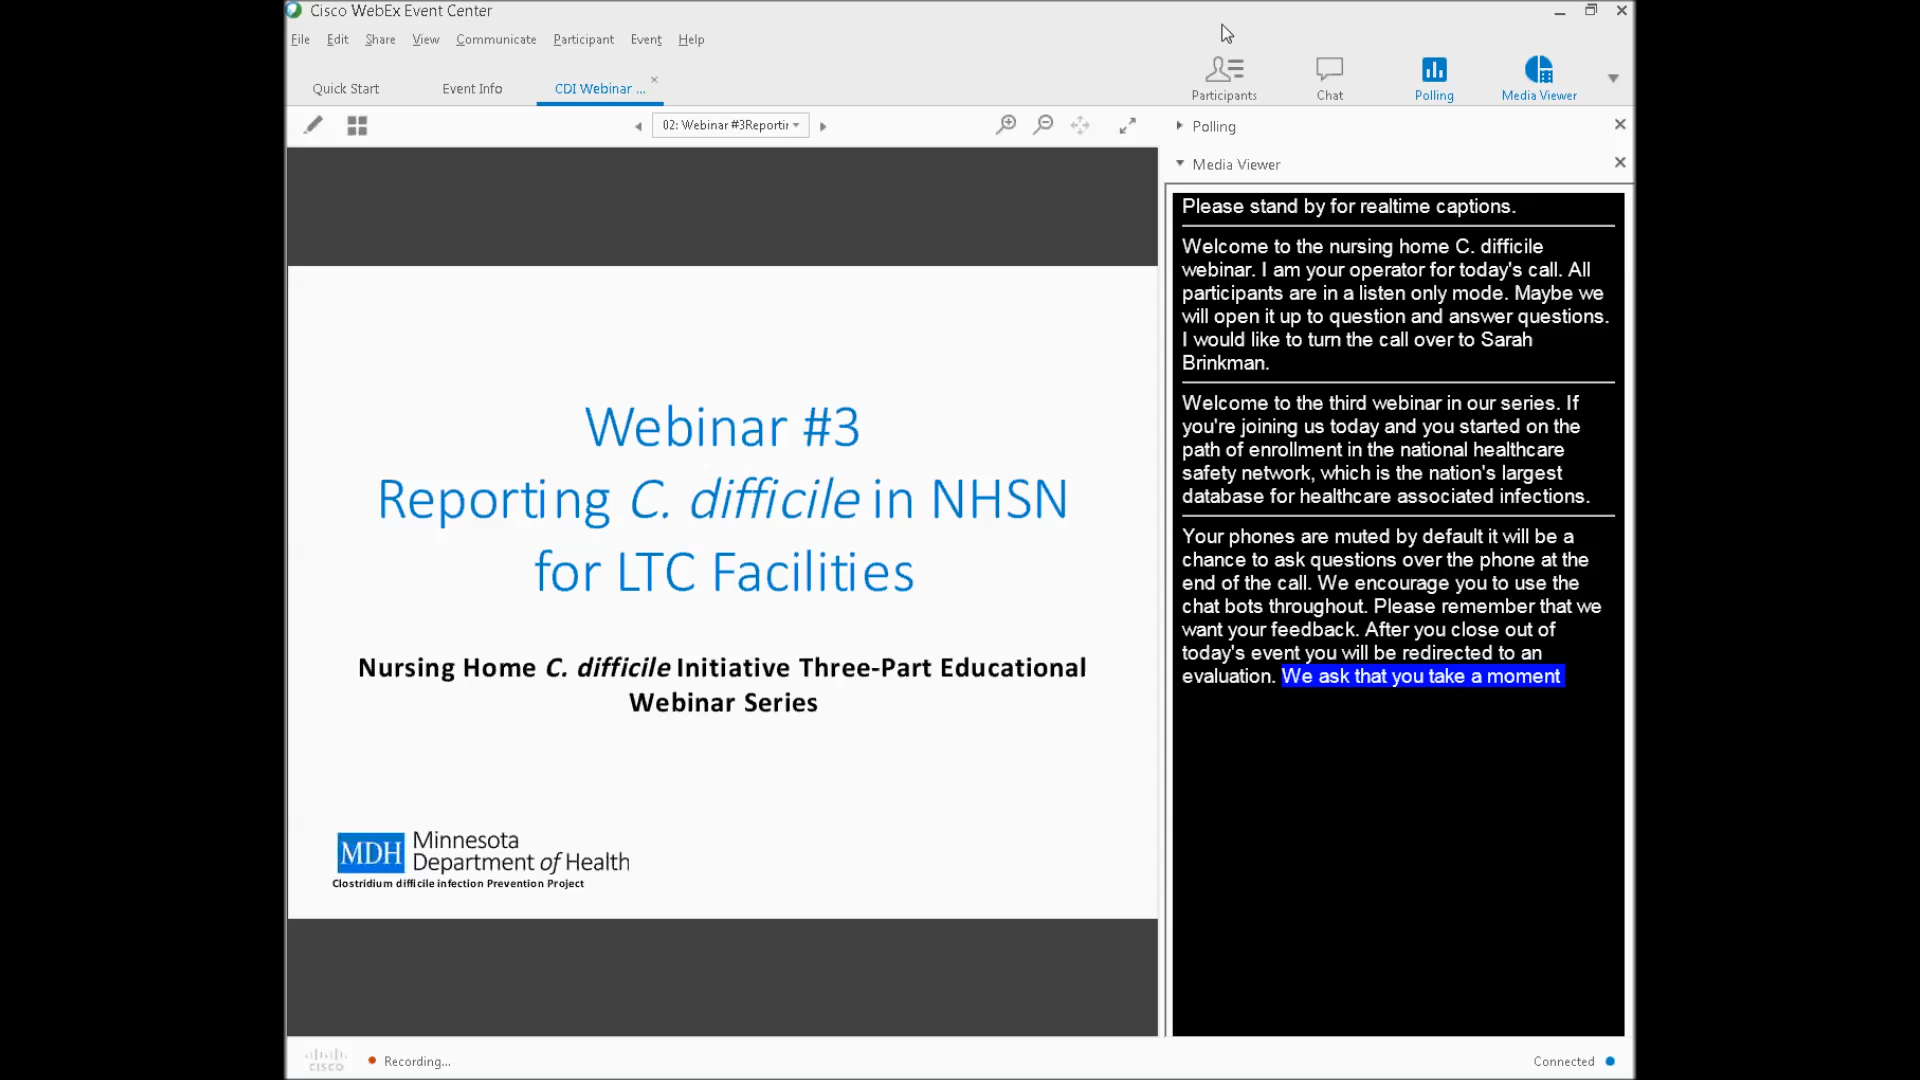 Cisco WebEx Event Center
File Edit Share View Communicate Participant Event Help
Quick Start Event Info CDI Webinar ...
Participants Chat Polling Media Viewer
02: Webinar #3Reportir
Polling
Media Viewer
Webinar #3
Reporting C. difficile in NHSN
for LTC Facilities
Nursing Home C. difficile Initiative Three-Part Educational
Webinar Series
MDH Minnesota
Department of Health
Clostridium difficile infection Prevention Project
Please stand by for realtime captions.
Welcome to the nursing home C. difficile
webinar. I am your operator for today's call. All
participants are in a listen only mode. Maybe we
will open it up to question and answer questions.
I would like to turn the call over to Sarah
Brinkman.
Welcome to the third webinar in our series. If
you're joining us today and you started on the
path of enrollment in the national healthcare
safety network, which is the nation's largest
database for healthcare associated infections.
Your phones are muted by default it will be a
chance to ask questions over the phone at the
end of the call. We encourage you to use the
chat bots throughout. Please remember that we
want your feedback. After you close out of
today's event you will be redirected to an
evaluation. We ask that you take a moment
cisco
Recording...
Connected